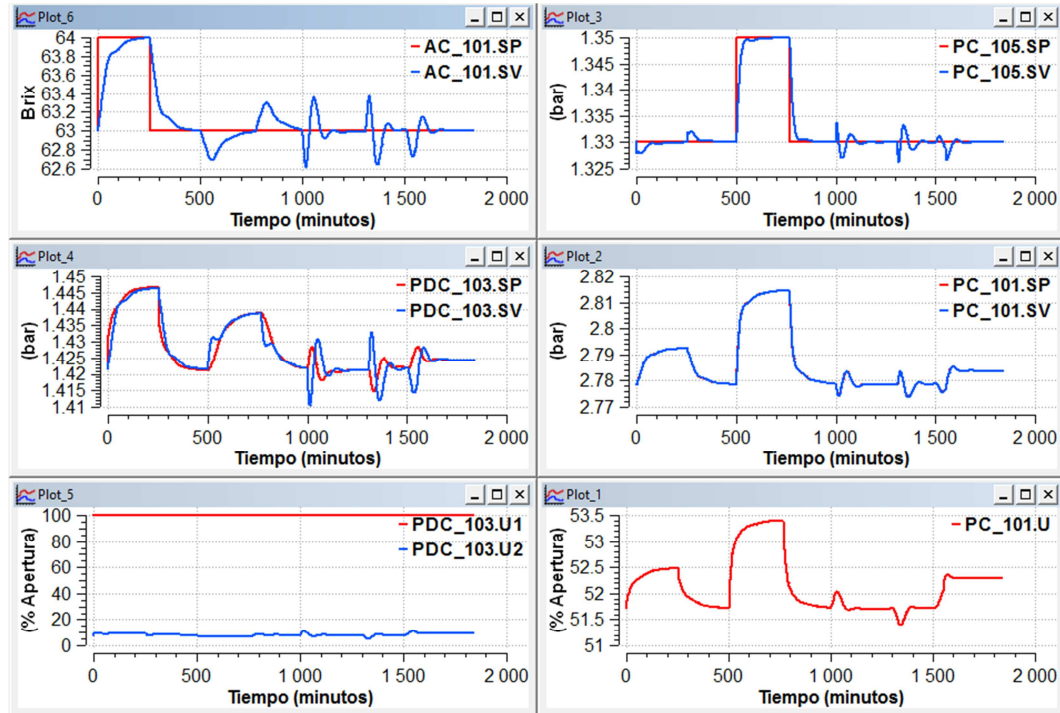 Plot_6
64
63.8
63.6
63.4
63.2
63
62.8
62.6
Brix
AC_101.SP
AC_101.SV
0
500
1 000
1 500
2 000
Tiempo (minutos)
Plot_3
1.35
1.345
1.34
1.335
1.33
1.325
(bar)
PC_105.SP
PC_105.SV
0
500
1 000
1 500
2 000
Tiempo (minutos)
Plot_4
1.45
1.445
1.44
1.435
1.43
1.425
1.42
1.415
1.41
(bar)
PDC_103.SP
PDC_103.SV
0
500
1 000
1 500
2 000
Tiempo (minutos)
Plot_2
2.82
2.81
2.8
2.79
2.78
2.77
(bar)
PC_101.SP
PC_101.SV
0
500
1 000
1 500
2 000
Tiempo (minutos)
Plot_5
100
80
60
40
20
0
(% Apertura)
PDC_103.U1
PDC_103.U2
0
500
1 000
1 500
2 000
Tiempo (minutos)
Plot_1
53.5
53
52.5
52
51.5
51
(% Apertura)
PC_101.U
0
500
1 000
1 500
2 000
Tiempo (minutos)